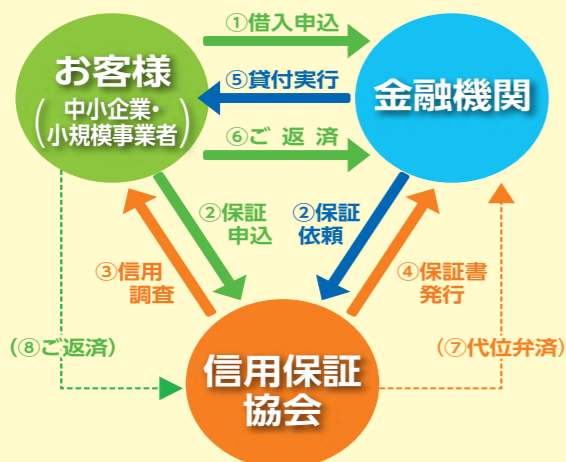 ①借入申込
お客様
(中小企業・
小規模事業者)
⑤貸付実行
金融機関
⑥ご返済
②保証
申込
②保証
依頼
③信用
調査
④保証書
発行
(⑧ご返済)
(⑦代位弁済)
信用保証
協会